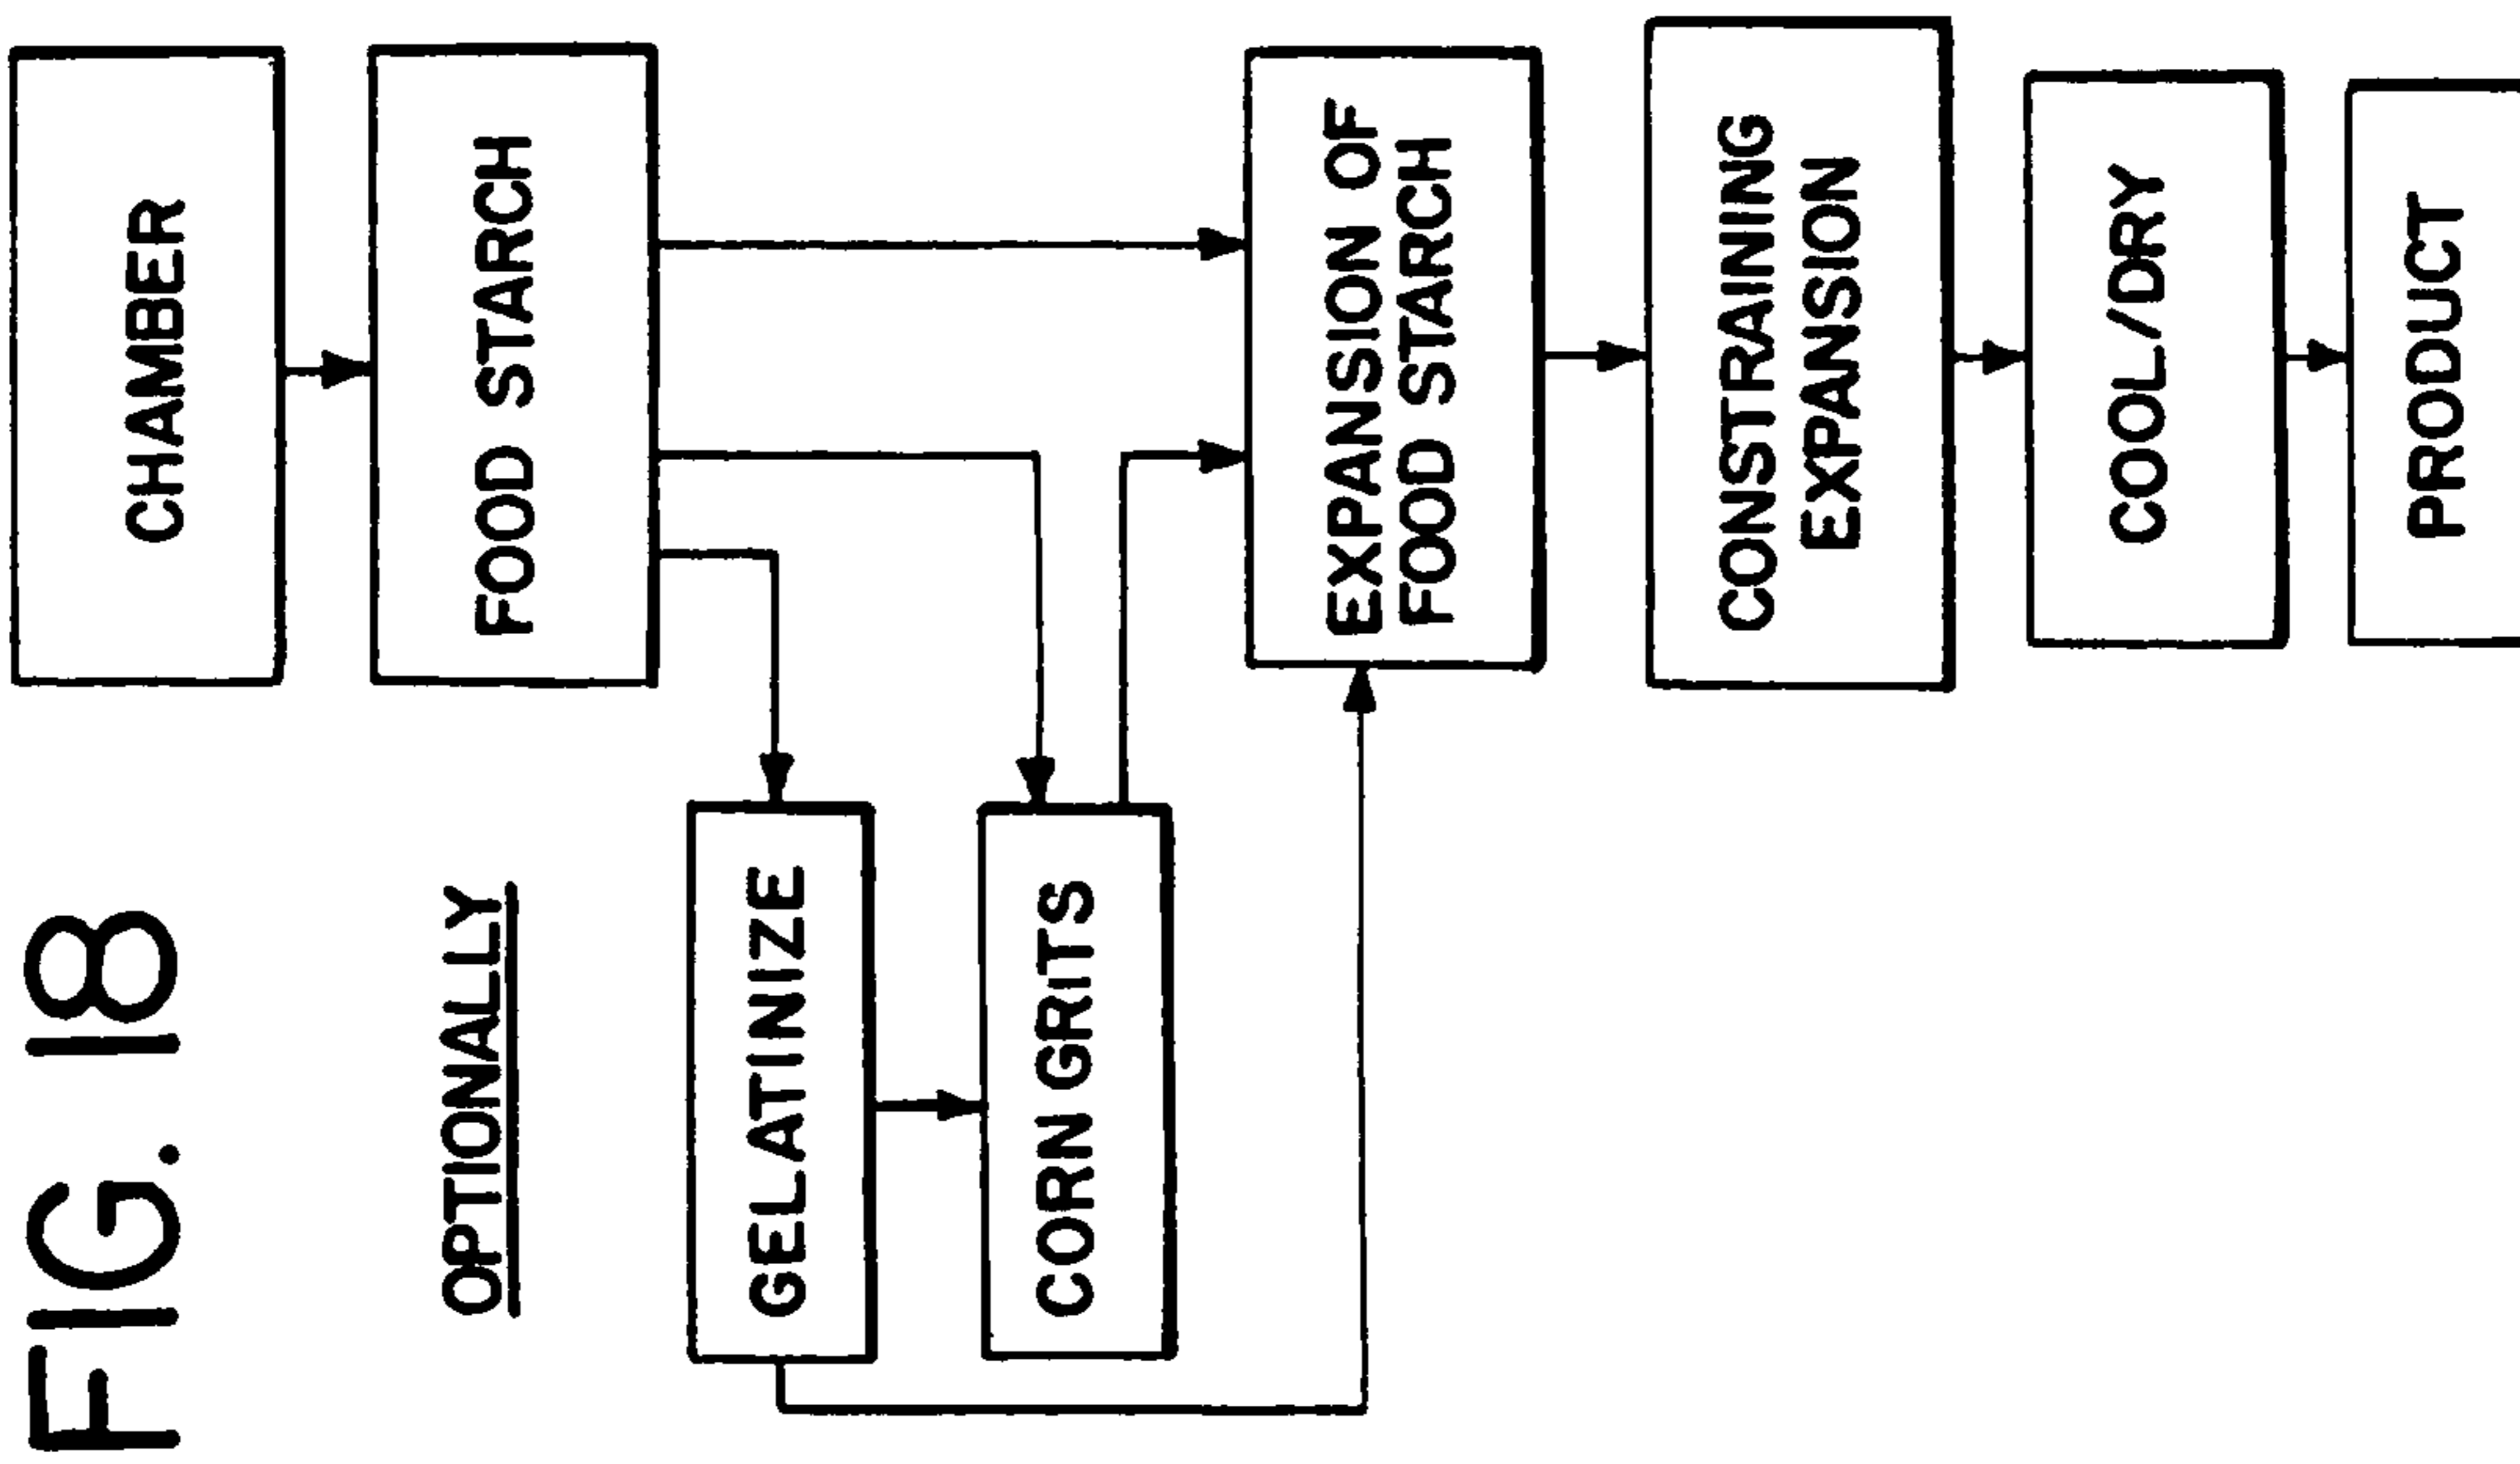 FIG. 18
CHAMBER
OPTIONALLY
FOOD STARCH
GELATINIZE
CORN GRITS
EXPANSION OF
FOOD STARCH
CONSTRAINING
EXPANSION
COOL/DRY
PRODUCT